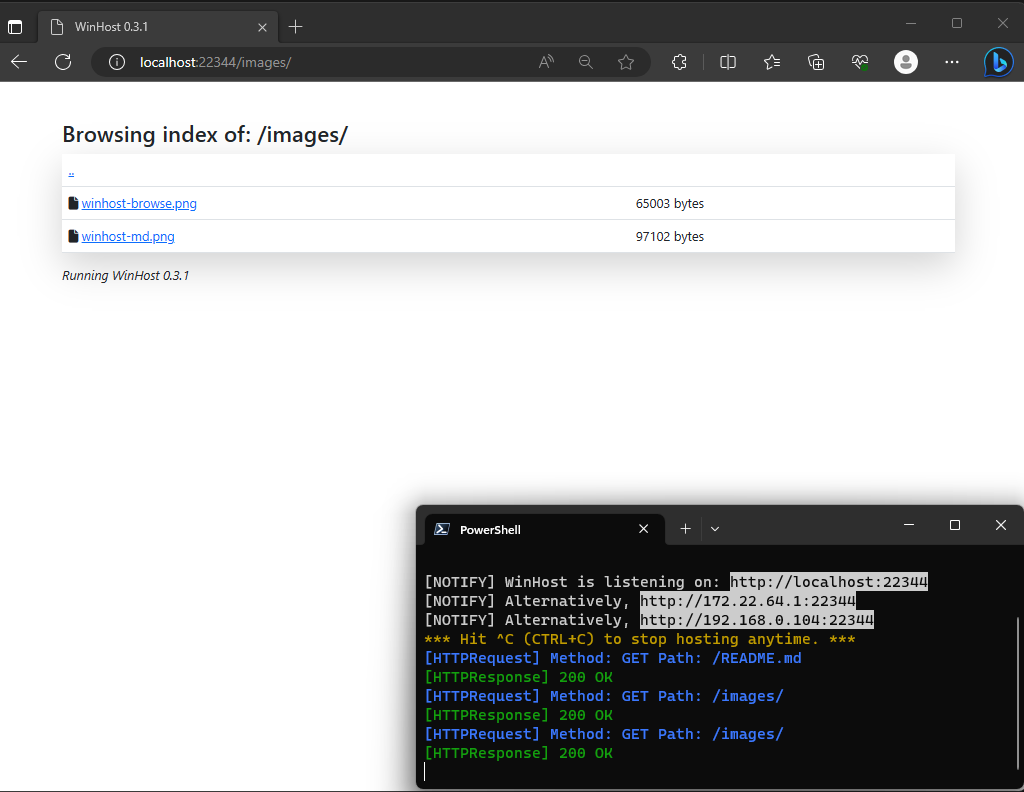 WinHost 0.3.1
localhost:22344/images/
Browsing index of: /images/
..
winhost-browse.png 65003 bytes
winhost-md.png 97102 bytes
Running WinHost 0.3.1
PowerShell
[NOTIFY] WinHost is listening on: http://localhost:22344
[NOTIFY] Alternatively, http://172.22.64.1:22344
[NOTIFY] Alternatively, http://192.168.0.104:22344
*** Hit ^C (CTRL+C) to stop hosting anytime. ***
[HTTPRequest] Method: GET Path: /README.md
[HTTPResponse] 200 OK
[HTTPRequest] Method: GET Path: /images/
[HTTPResponse] 200 OK
[HTTPRequest] Method: GET Path: /images/
[HTTPResponse] 200 OK